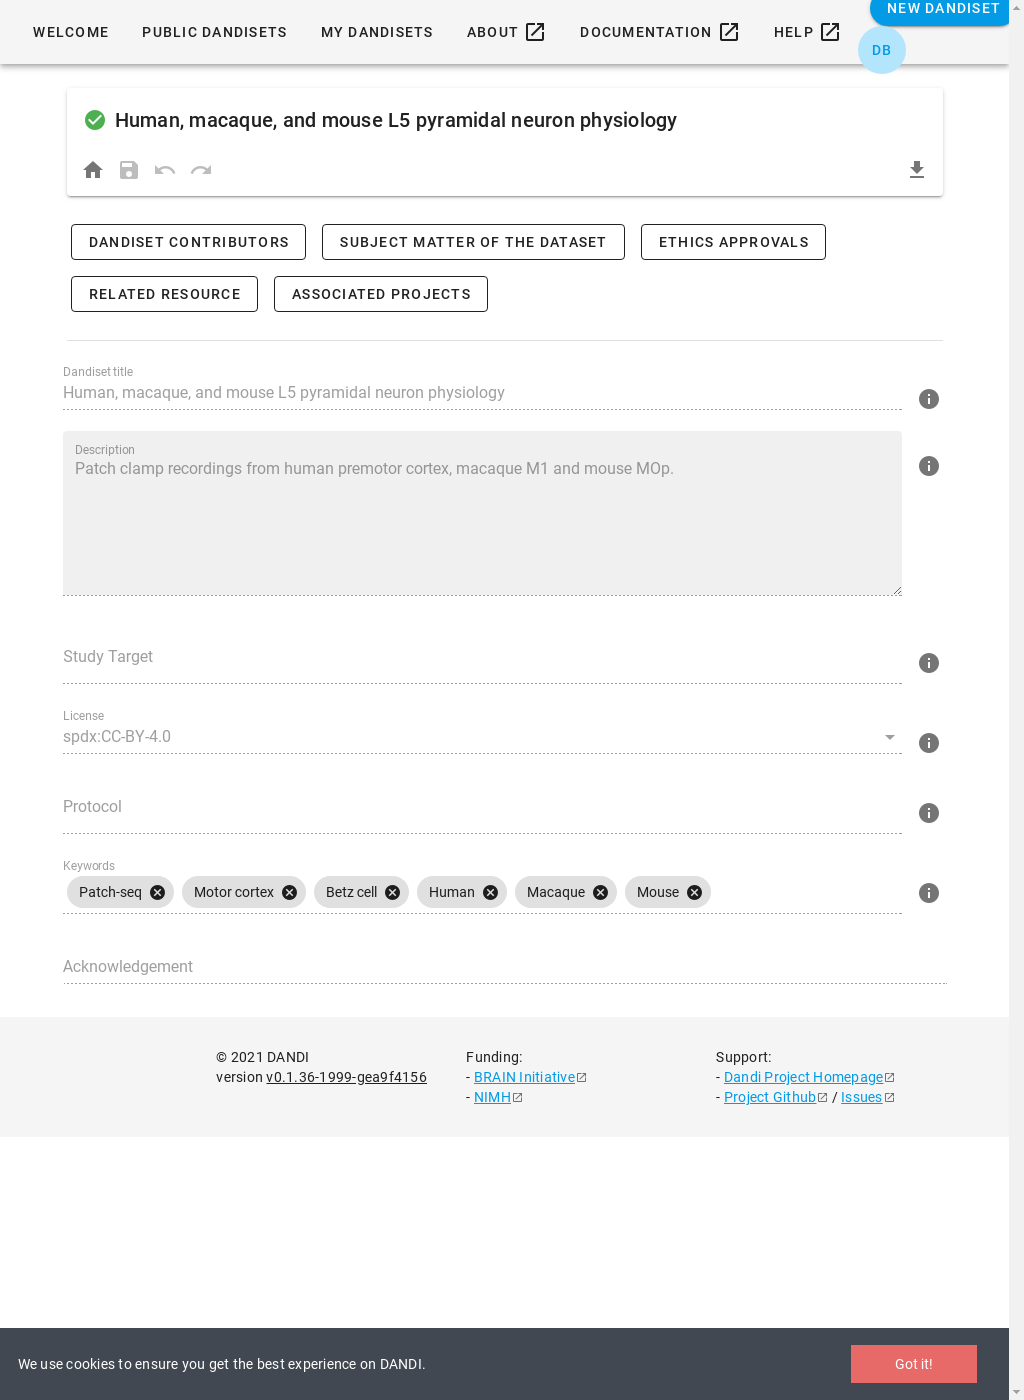 WELCOME PUBLIC DANDISETS MY DANDISETS ABOUT DOCUMENTATION HELP NEW DANDISET
DB
Human, macaque, and mouse L5 pyramidal neuron physiology
DANDISET CONTRIBUTORS SUBJECT MATTER OF THE DATASET ETHICS APPROVALS
RELATED RESOURCE ASSOCIATED PROJECTS
Dandiset title
Human, macaque, and mouse L5 pyramidal neuron physiology
Description
Patch clamp recordings from human premotor cortex, macaque M1 and mouse MOp.
Study Target
License
spdx:CC-BY-4.0
Protocol
Keywords
Patch-seq Motor cortex Betz cell Human Macaque Mouse
Acknowledgement
© 2021 DANDI Funding: Support:
version v0.1.36-1999-gea9f4156 - BRAIN Initiative - Dandi Project Homepage
- NIMH - Project Github / Issues
We use cookies to ensure you get the best experience on DANDI. Got it!